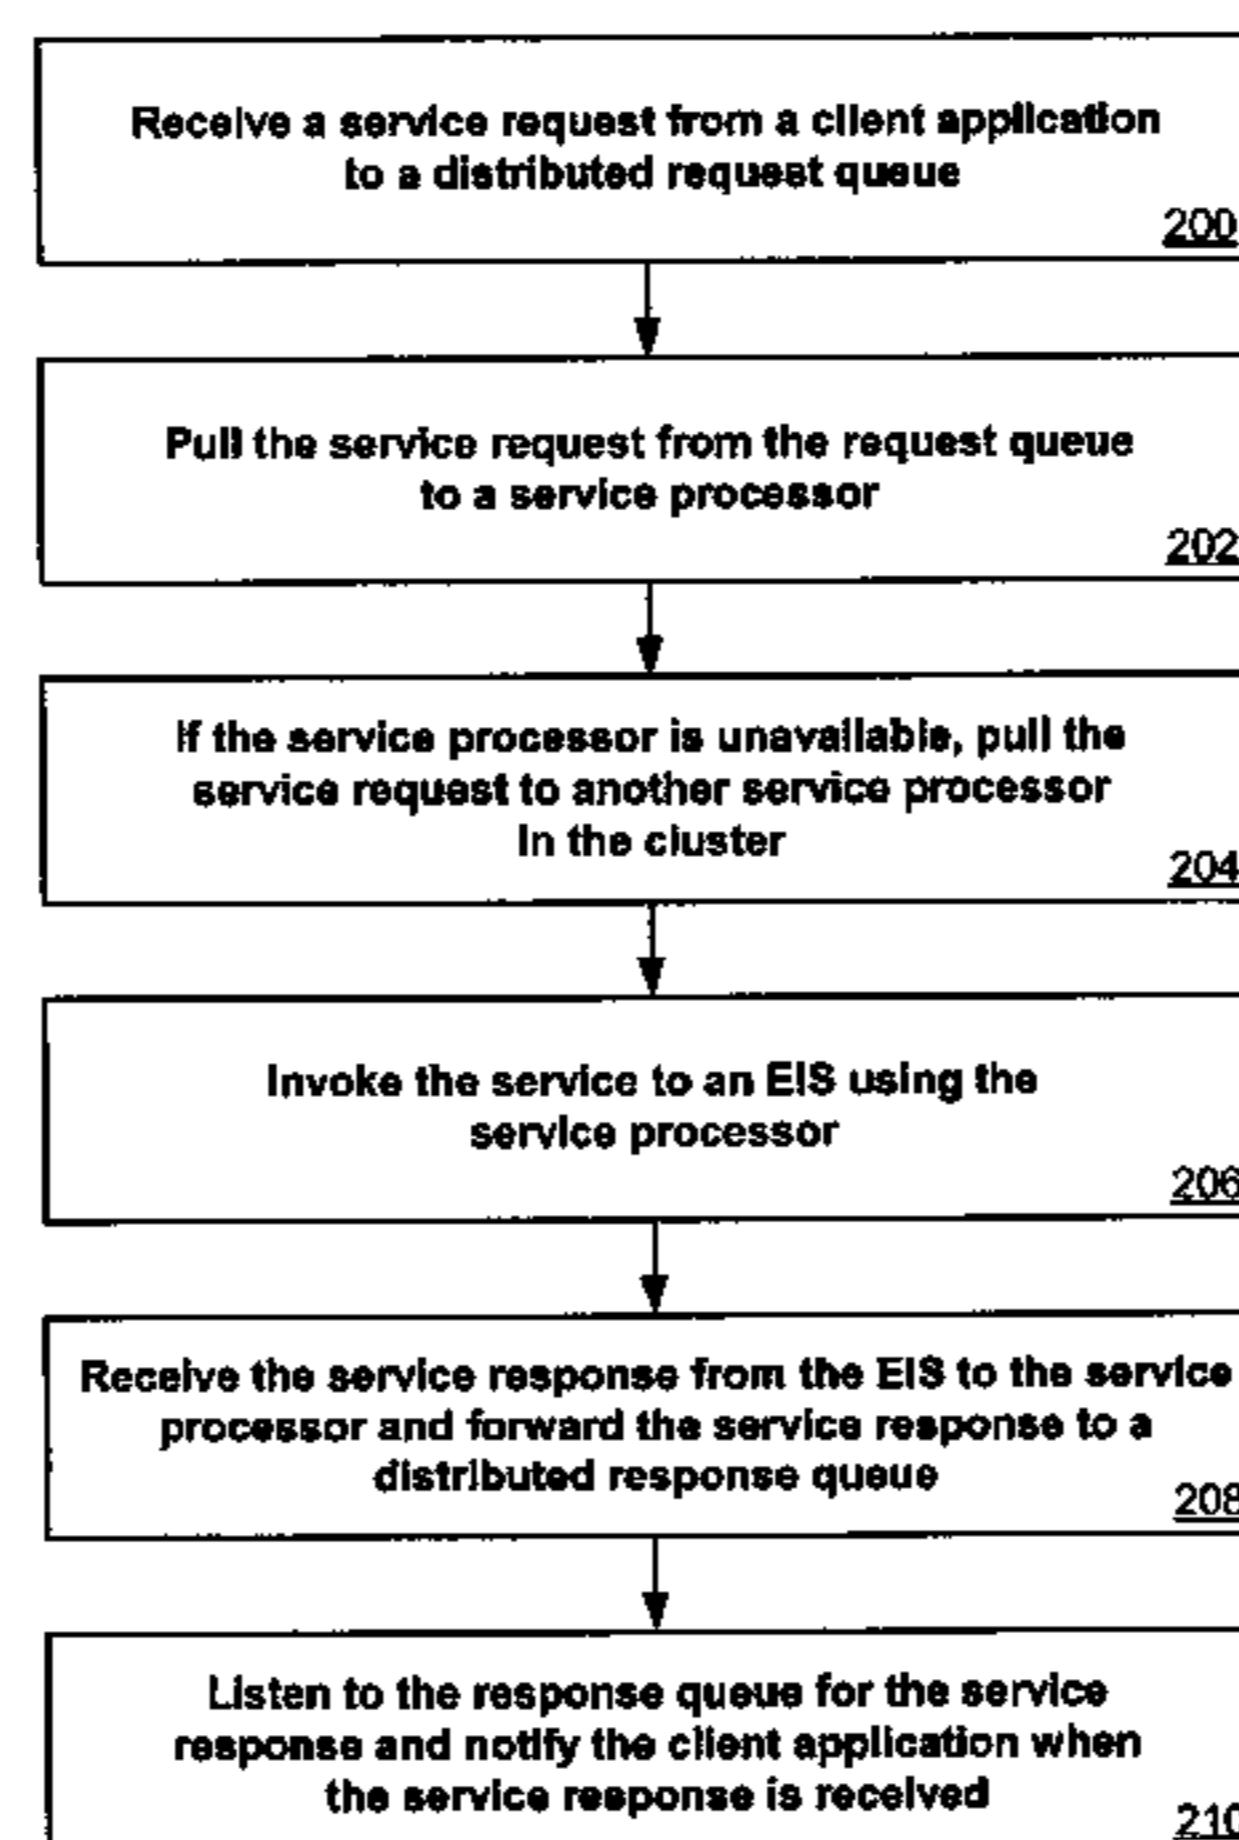 Receive a service request from a client application
to a distributed request queue
200
Pull the service request from the request queue
to a service processor
202
If the service processor is unavailable, pull the
service request to another service processor
In the cluster
204
Invoke the service to an EIS using the
service processor
206
Receive the service response from the EIS to the service
processor and forward the service response to a
distributed response queue
208
Listen to the response queue for the service
response and notify the client application when
the service response is received
210